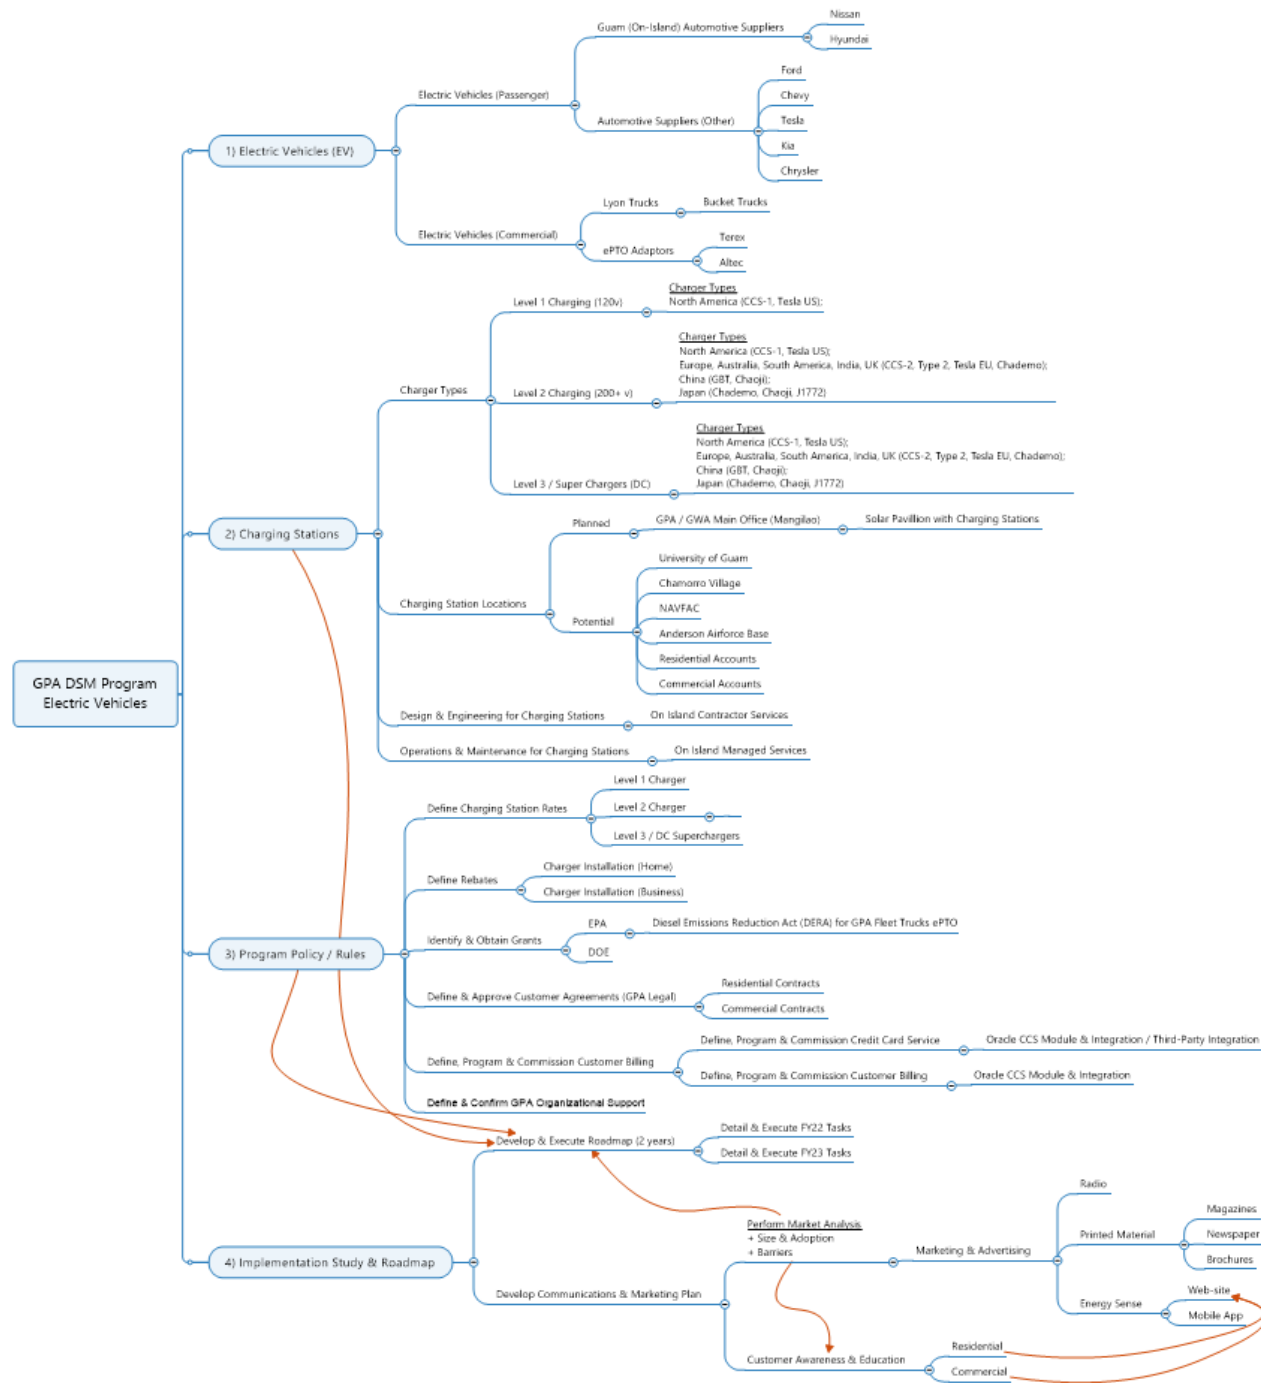 GPA DSM Program
Electric Vehicles
1) Electric Vehicles (EV)
Electric Vehicles (Passenger)
Guam (On-Island) Automotive Suppliers
Nissan
Hyundai
Automotive Suppliers (Other)
Ford
Chevy
Tesla
Kia
Chrysler
Electric Vehicles (Commercial)
Lyon Trucks
Bucket Trucks
ePTO Adaptors
Terex
Altec
2) Charging Stations
Charger Types
Level 1 Charging (120v)
Charger Types
North America (CCS-1, Tesla US);
Level 2 Charging (200+ v)
Charger Types
North America (CCS-1, Tesla US);
Europe, Australia, South America, India, UK (CCS-2, Type 2, Tesla EU, Chademo);
China (GBT, Chaoji);
Japan (Chademo, Chaoji, J1772)
Level 3 / Super Chargers (DC)
Charger Types
North America (CCS-1, Tesla US);
Europe, Australia, South America, India, UK (CCS-2, Type 2, Tesla EU, Chademo);
China (GBT, Chaoji);
Japan (Chademo, Chaoji, J1772)
Charging Station Locations
Planned
GPA / GWA Main Office (Mangilao)
Solar Pavillion with Charging Stations
Potential
University of Guam
Chamorro Village
NAVFAC
Anderson Airforce Base
Residential Accounts
Commercial Accounts
Design & Engineering for Charging Stations
On Island Contractor Services
Operations & Maintenance for Charging Stations
On Island Managed Services
3) Program Policy / Rules
Define Charging Station Rates
Level 1 Charger
Level 2 Charger
Level 3 / DC Superchargers
Define Rebates
Charger Installation (Home)
Charger Installation (Business)
Identify & Obtain Grants
EPA
Diesel Emissions Reduction Act (DERA) for GPA Fleet Trucks ePTO
DOE
Define & Approve Customer Agreements (GPA Legal)
Residential Contracts
Commercial Contracts
Define, Program & Commission Customer Billing
Define, Program & Commission Credit Card Service
Oracle CCS Module & Integration / Third-Party Integration
Define, Program & Commission Customer Billing
Oracle CCS Module & Integration
Define & Confirm GPA Organizational Support
4) Implementation Study & Roadmap
Develop & Execute Roadmap (2 years)
Detail & Execute FY22 Tasks
Detail & Execute FY23 Tasks
Develop Communications & Marketing Plan
Perform Market Analysis
+ Size & Adoption
+ Barriers
Marketing & Advertising
Radio
Printed Material
Magazines
Newspaper
Brochures
Energy Sense
Web-site
Mobile App
Customer Awareness & Education
Residential
Commercial